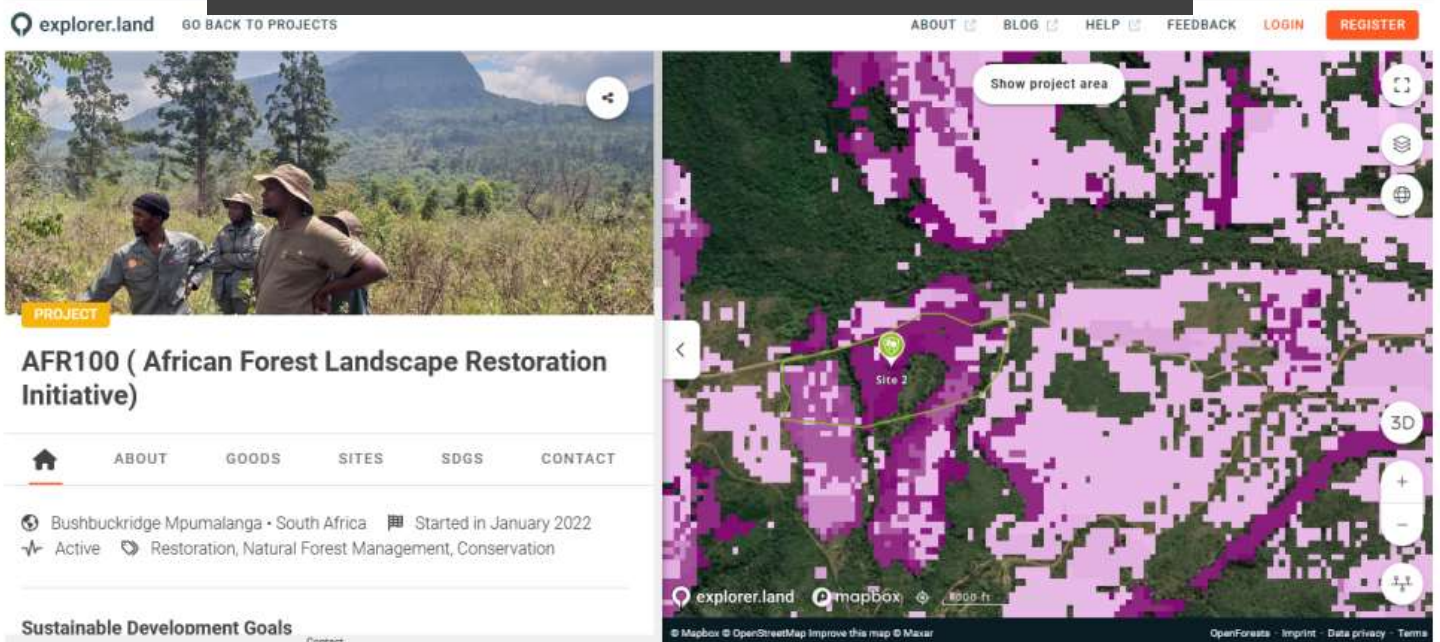 explorer.land GO BACK TO PROJECTS ABOUT BLOG HELP FEEDBACK LOGIN REGISTER
Show project area
PROJECT
AFR100 ( African Forest Landscape Restoration
Initiative)
ABOUT GOODS SITES SDGS CONTACT
Bushbuckridge Mpumalanga • South Africa Started in January 2022
Active Restoration, Natural Forest Management, Conservation
Sustainable Development Goals
Contact
Site 2
3D
+
−
explorer.land mapbox 8000 ft
© Mapbox © OpenStreetMap Improve this map © Maxar OpenForests · Imprint · Data privacy · Terms